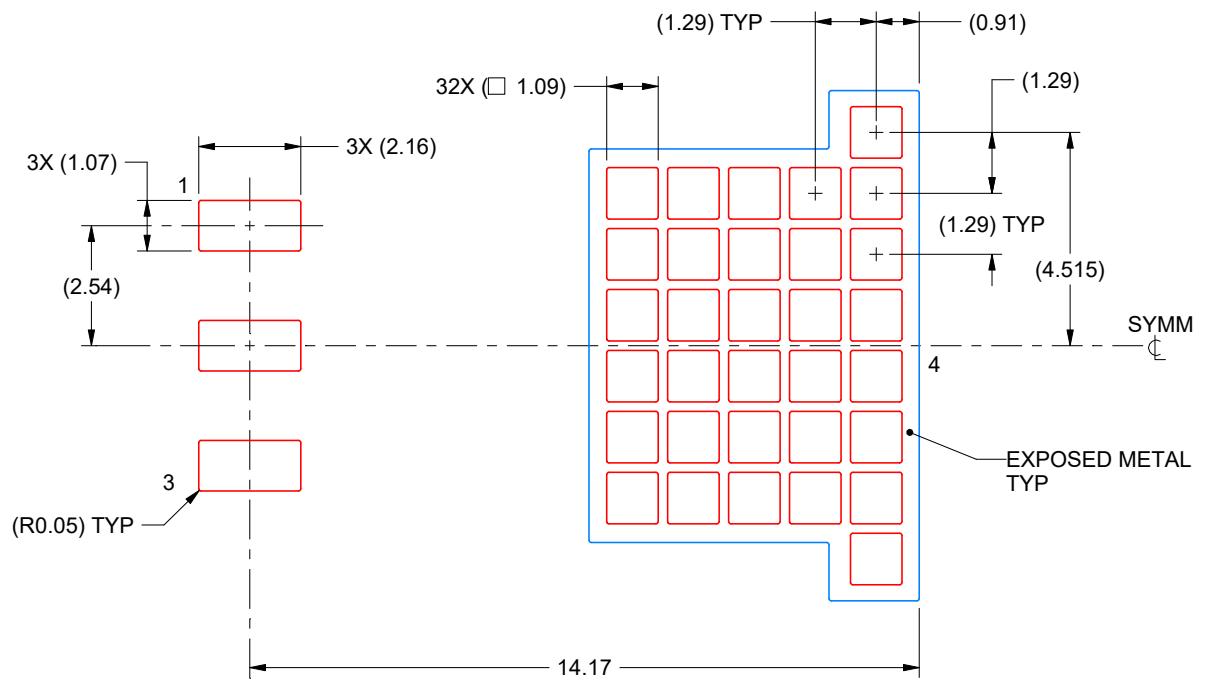 (1.29) TYP
(0.91)
32X (□ 1.09)
(1.29)
3X (1.07)
3X (2.16)
1
(1.29) TYP
(2.54)
(4.515)
SYMM
℄
4
EXPOSED METAL
TYP
3
(R0.05) TYP
14.17